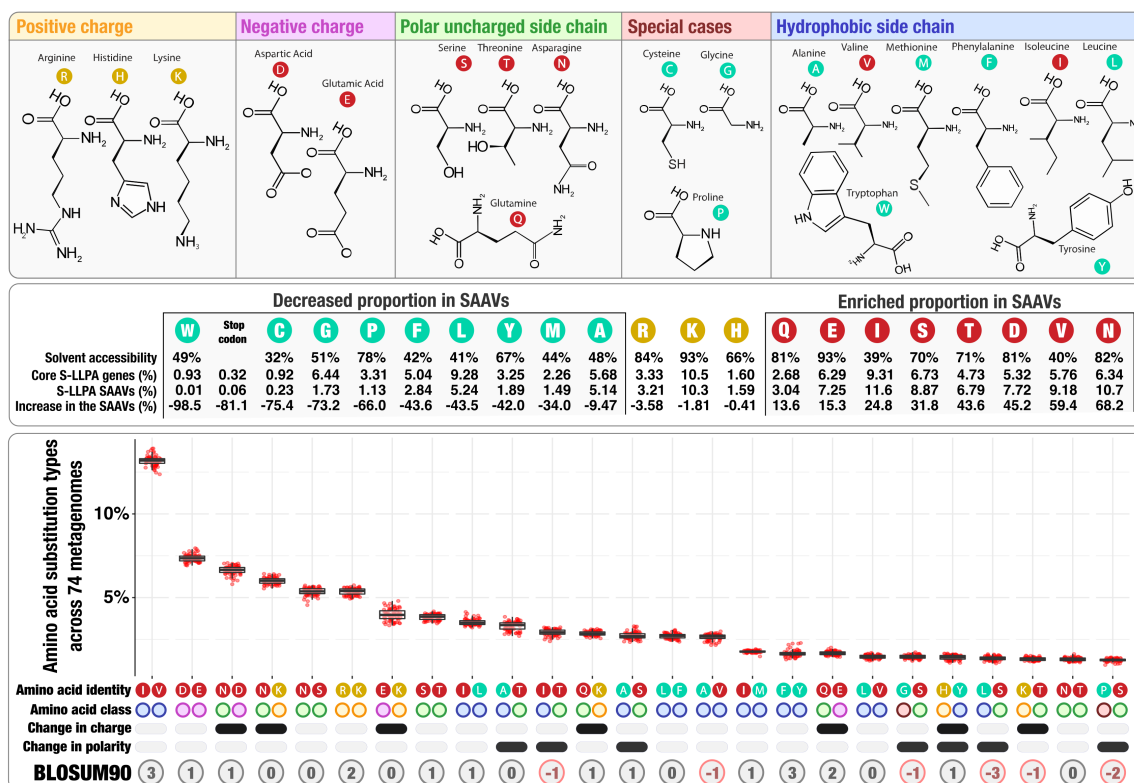 Positive charge
Negative charge
Polar uncharged side chain
Special cases
Hydrophobic side chain
Arginine
R
Histidine
H
Lysine
K
Aspartic Acid
D
Glutamic Acid
E
Serine
S
Threonine
T
Asparagine
N
Glutamine
Q
Cysteine
C
Glycine
G
Proline
P
Alanine
A
Valine
V
Methionine
M
Phenylalanine
F
Isoleucine
I
Leucine
L
Tryptophan
W
Tyrosine
Y
Decreased proportion in SAAVs
Enriched proportion in SAAVs
W Stop codon C G P F L Y M A R K H Q E I S T D V N
Solvent accessibility 49% 32% 51% 78% 42% 41% 67% 44% 48% 84% 93% 66% 81% 93% 39% 70% 71% 81% 40% 82%
Core S-LLPA genes (%) 0.93 0.32 0.92 6.44 3.31 5.04 9.28 3.25 2.26 5.68 3.33 10.5 1.60 2.68 6.29 9.31 6.73 4.73 5.32 5.76 6.34
S-LLPA SAAVs (%) 0.01 0.06 0.23 1.73 1.13 2.84 5.24 1.89 1.49 5.14 3.21 10.3 1.59 3.04 7.25 11.6 8.87 6.79 7.72 9.18 10.7
Increase in the SAAVs (%) -98.5 -81.1 -75.4 -73.2 -66.0 -43.6 -43.5 -42.0 -34.0 -9.47 -3.58 -1.81 -0.41 13.6 15.3 24.8 31.8 43.6 45.2 59.4 68.2
Amino acid substitution types
across 74 metagenomes
10%
5%
Amino acid identity I V D E N D N K N S R K E K S T I L A T I T Q K A S L F A V I M F Y Q E L V G S H Y L S K T N T P S
Amino acid class
Change in charge
Change in polarity
BLOSUM90 3 1 1 0 0 2 0 1 1 0 -1 1 1 0 -1 1 3 2 0 -1 1 -3 -1 0 -2